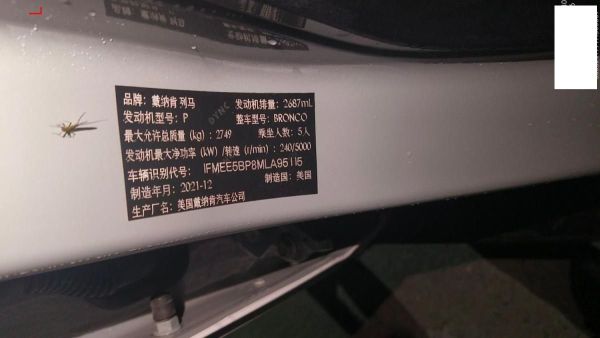 品牌：戴纳肯 列马 发动机排量：2687mL
发动机型号：P 整车型号：BRONCO
最大允许总质量 (kg)：2749 乘坐人数：5人
发动机最大净功率 (kW) /转速 (r/min)：240/5000
车辆识别代号： 1FMEE5BP8MLA95115
制造年月：2021-12 制造国：美国
生产厂名：美国戴纳肯汽车公司
DYNC